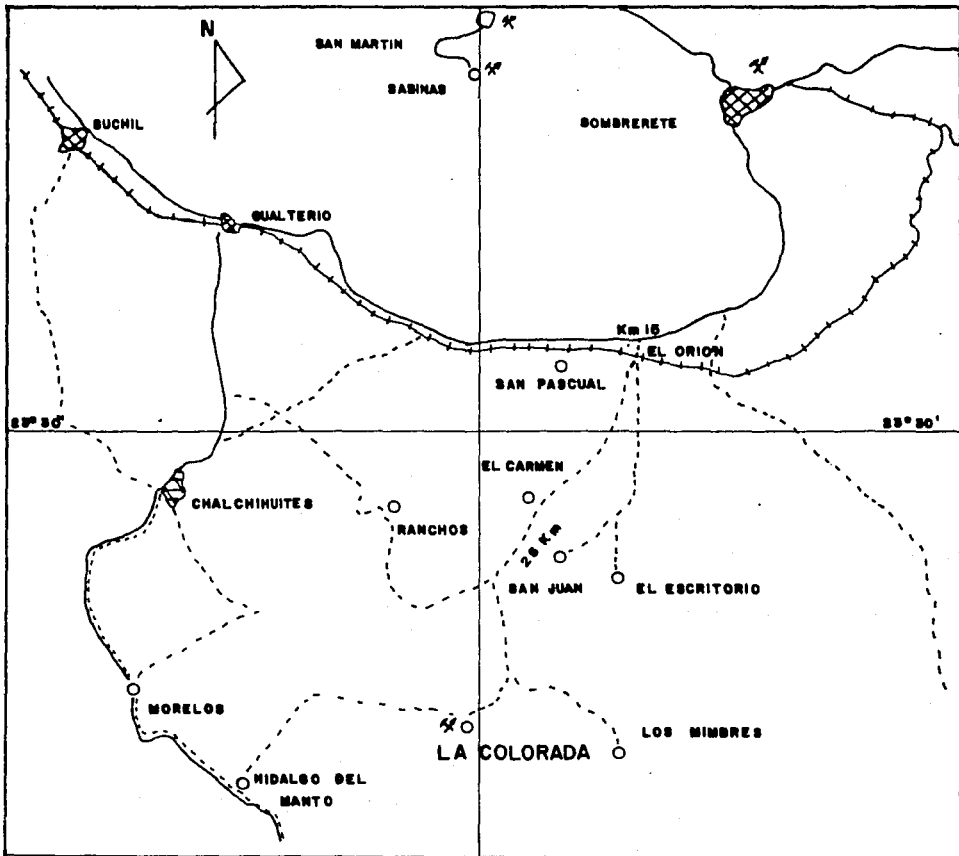 N
SAN MARTIN
SABINAS
SOMBRERETE
SUCHIL
GUALTERIO
Km 15
EL ORION
SAN PASCUAL
23° 30'
23° 30'
EL CARMEN
CHALCHIHUITES
RANCHOS
28 Km
SAN JUAN
EL ESCRITORIO
MORELOS
LOS MIMBRES
LA COLORADA
HIDALGO DEL
MANTO